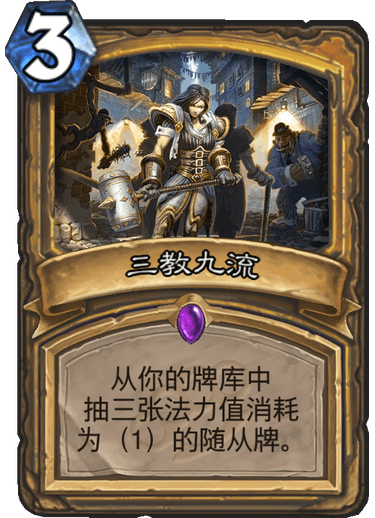 3
三教九流
从你的牌库中
抽三张法力值消耗
为（1）的随从牌。